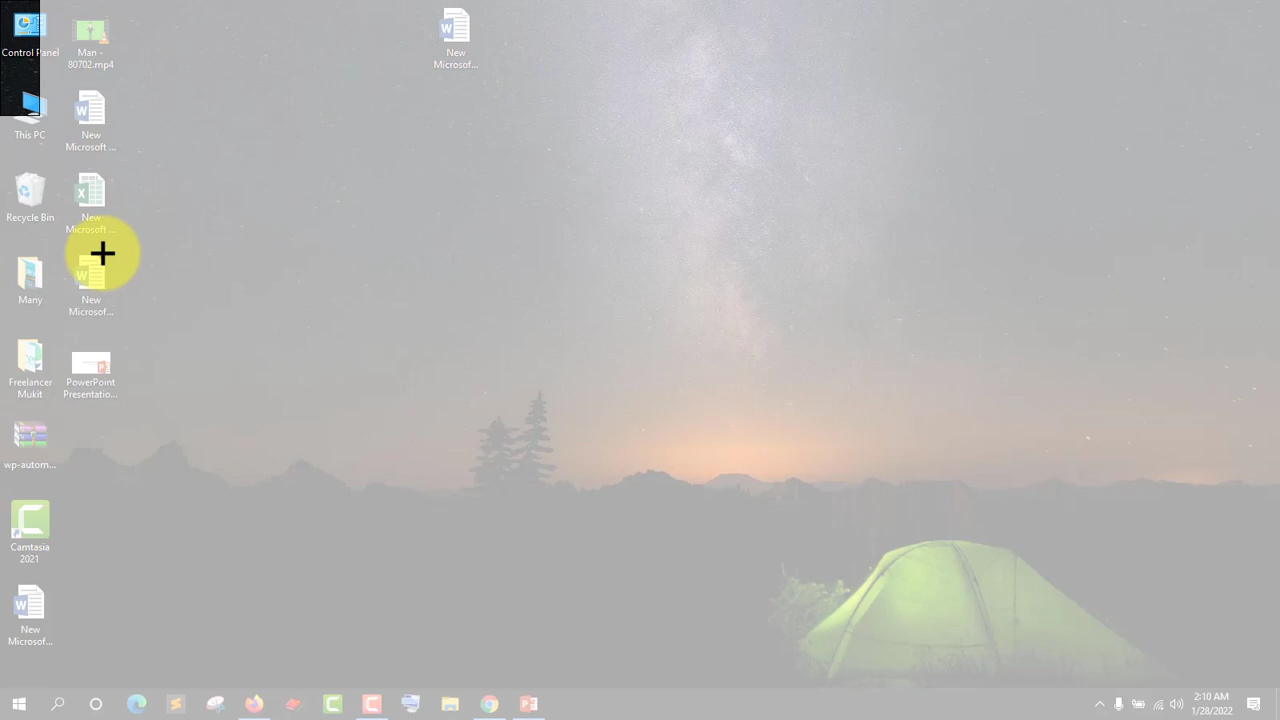 Control Panel
Man -
80702.mp4
New
Microsof...
This PC
New
Microsoft ...
Recycle Bin
New
Microsoft ...
Many
New
Microsof...
Freelancer
Mukit
PowerPoint
Presentatio...
wp-autom...
Camtasia
2021
New
Microsof...
2:10 AM
1/28/2022